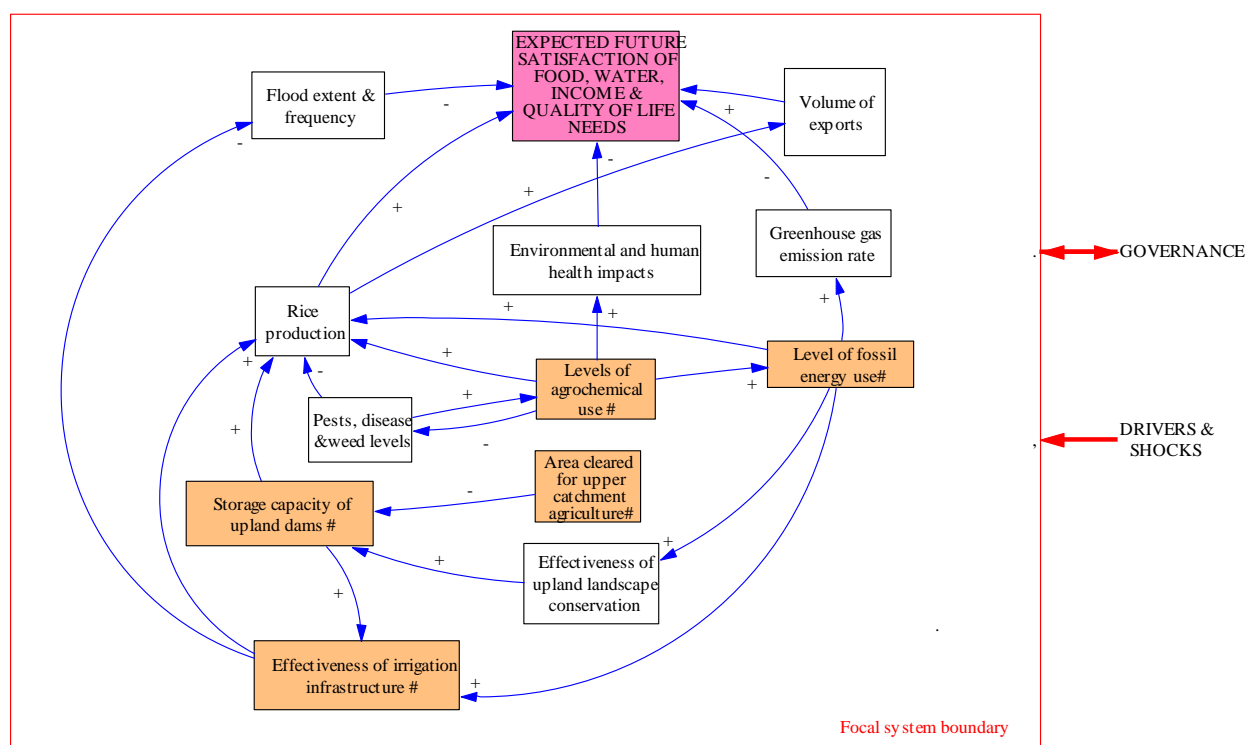 EXPECTED FUTURE
SATISFACTION OF
FOOD, WATER,
INCOME &
QUALITY OF LIFE
NEEDS
Flood extent &
frequency
-
+
Volume of
exports
-
-
-
+
+
Environmental and human
health impacts
Greenhouse gas
emission rate
GOVERNANCE
.
Rice
production
+
+
+
Level of fossil
energy use#
+
+
-
Levels of
agrochemical
use #
+
Pests, disease
&weed levels
+
-
DRIVERS &
SHOCKS
,
+
Area cleared
for upper
catchment
agriculture#
-
Storage capacity of
upland dams #
+
+
Effectiveness of
upland landscape
conservation
+
.
Effectiveness of irrigation
infrastructure #
+
Focal system boundary